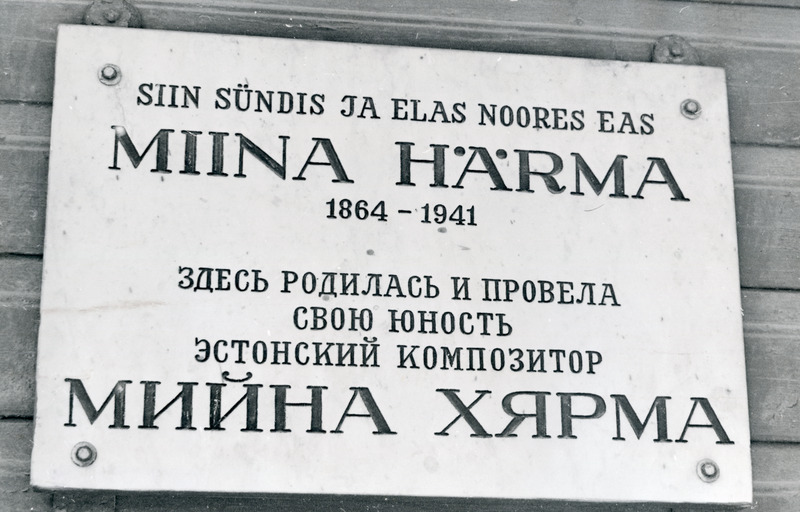 SIIN SÜNDIS JA ELAS NOORES EAS
MIINA HÄRMA
1864 - 1941
ЗДЕСЬ РОДИЛАСЬ И ПРОВЕЛА
СВОЮ ЮНОСТЬ
ЭСТОНСКИЙ КОМПОЗИТОР
МИЙНА ХЯРМА